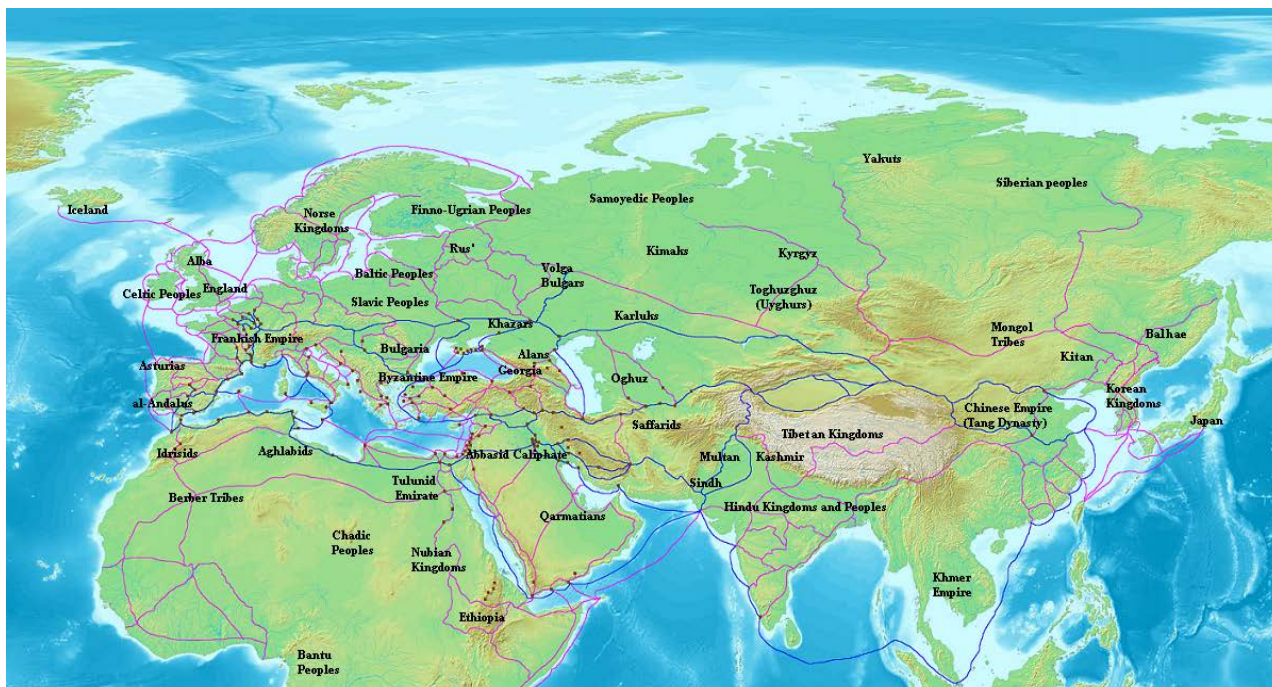 Yakuts
Siberian peoples
Samoyedic Peoples
Iceland
Norse
Kingdoms
Finno-Ugrian Peoples
Rus'
Kimaks
Kyrgyz
Alba
Baltic Peoples
Volga
Bulgars
Celtic Peoples
England
Toghuzghuz
(Uyghurs)
Slavic Peoples
Karluks
Khazars
Mongol
Tribes
Balhae
Frankish Empire
Bulgaria
Alans
Georgia
Kitan
Asturias
Byzantine Empire
Oghuz
Korean
Kingdoms
al-Andalus
Chinese Empire
(Tang Dynasty)
Japan
Saffarids
Tibetan Kingdoms
Idrisids
Aghlabids
Abbasid Caliphate
Multan
Kashmir
Tulunid
Emirate
Sindh
Berber Tribes
Hindu Kingdoms and Peoples
Qarmatians
Chadic
Peoples
Nubian
Kingdoms
Khmer
Empire
Ethiopia
Bantu
Peoples